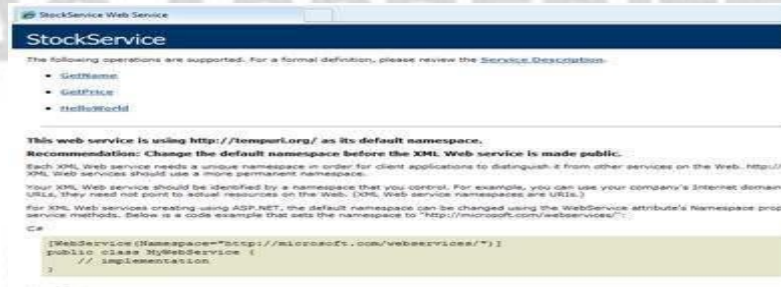 StockService Web Service
StockService
The following operations are supported. For a formal definition, please review the Service Description.
GetName
GetPrice
HelloWorld
This web service is using http://tempuri.org/ as its default namespace.
Recommendation: Change the default namespace before the XML Web service is made public.
Each XML Web service needs a unique namespace in order for client applications to distinguish it from other services on the Web. http://
XML Web services should use a more permanent namespace.
Your XML Web service should be identified by a namespace that you control. For example, you can use your company's Internet domain
URLs, they need not point to actual resources on the Web. (XML Web service namespaces are URIs.)
For XML Web services creating using ASP.NET, the default namespace can be changed using the WebService attribute's Namespace prop
service methods. Below is a code example that sets the namespace to "http://microsoft.com/webservices/":
C#
[WebService(Namespace="http://microsoft.com/webservices/")]
public class MyWebService {
// implementation
}